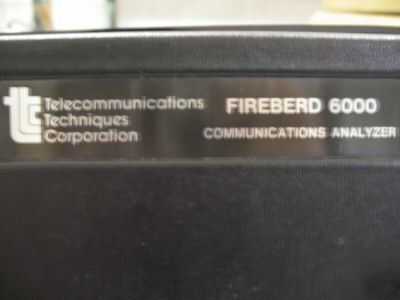 ttc Telecommunications Techniques Corporation
FIREBERD 6000
COMMUNICATIONS ANALYZER